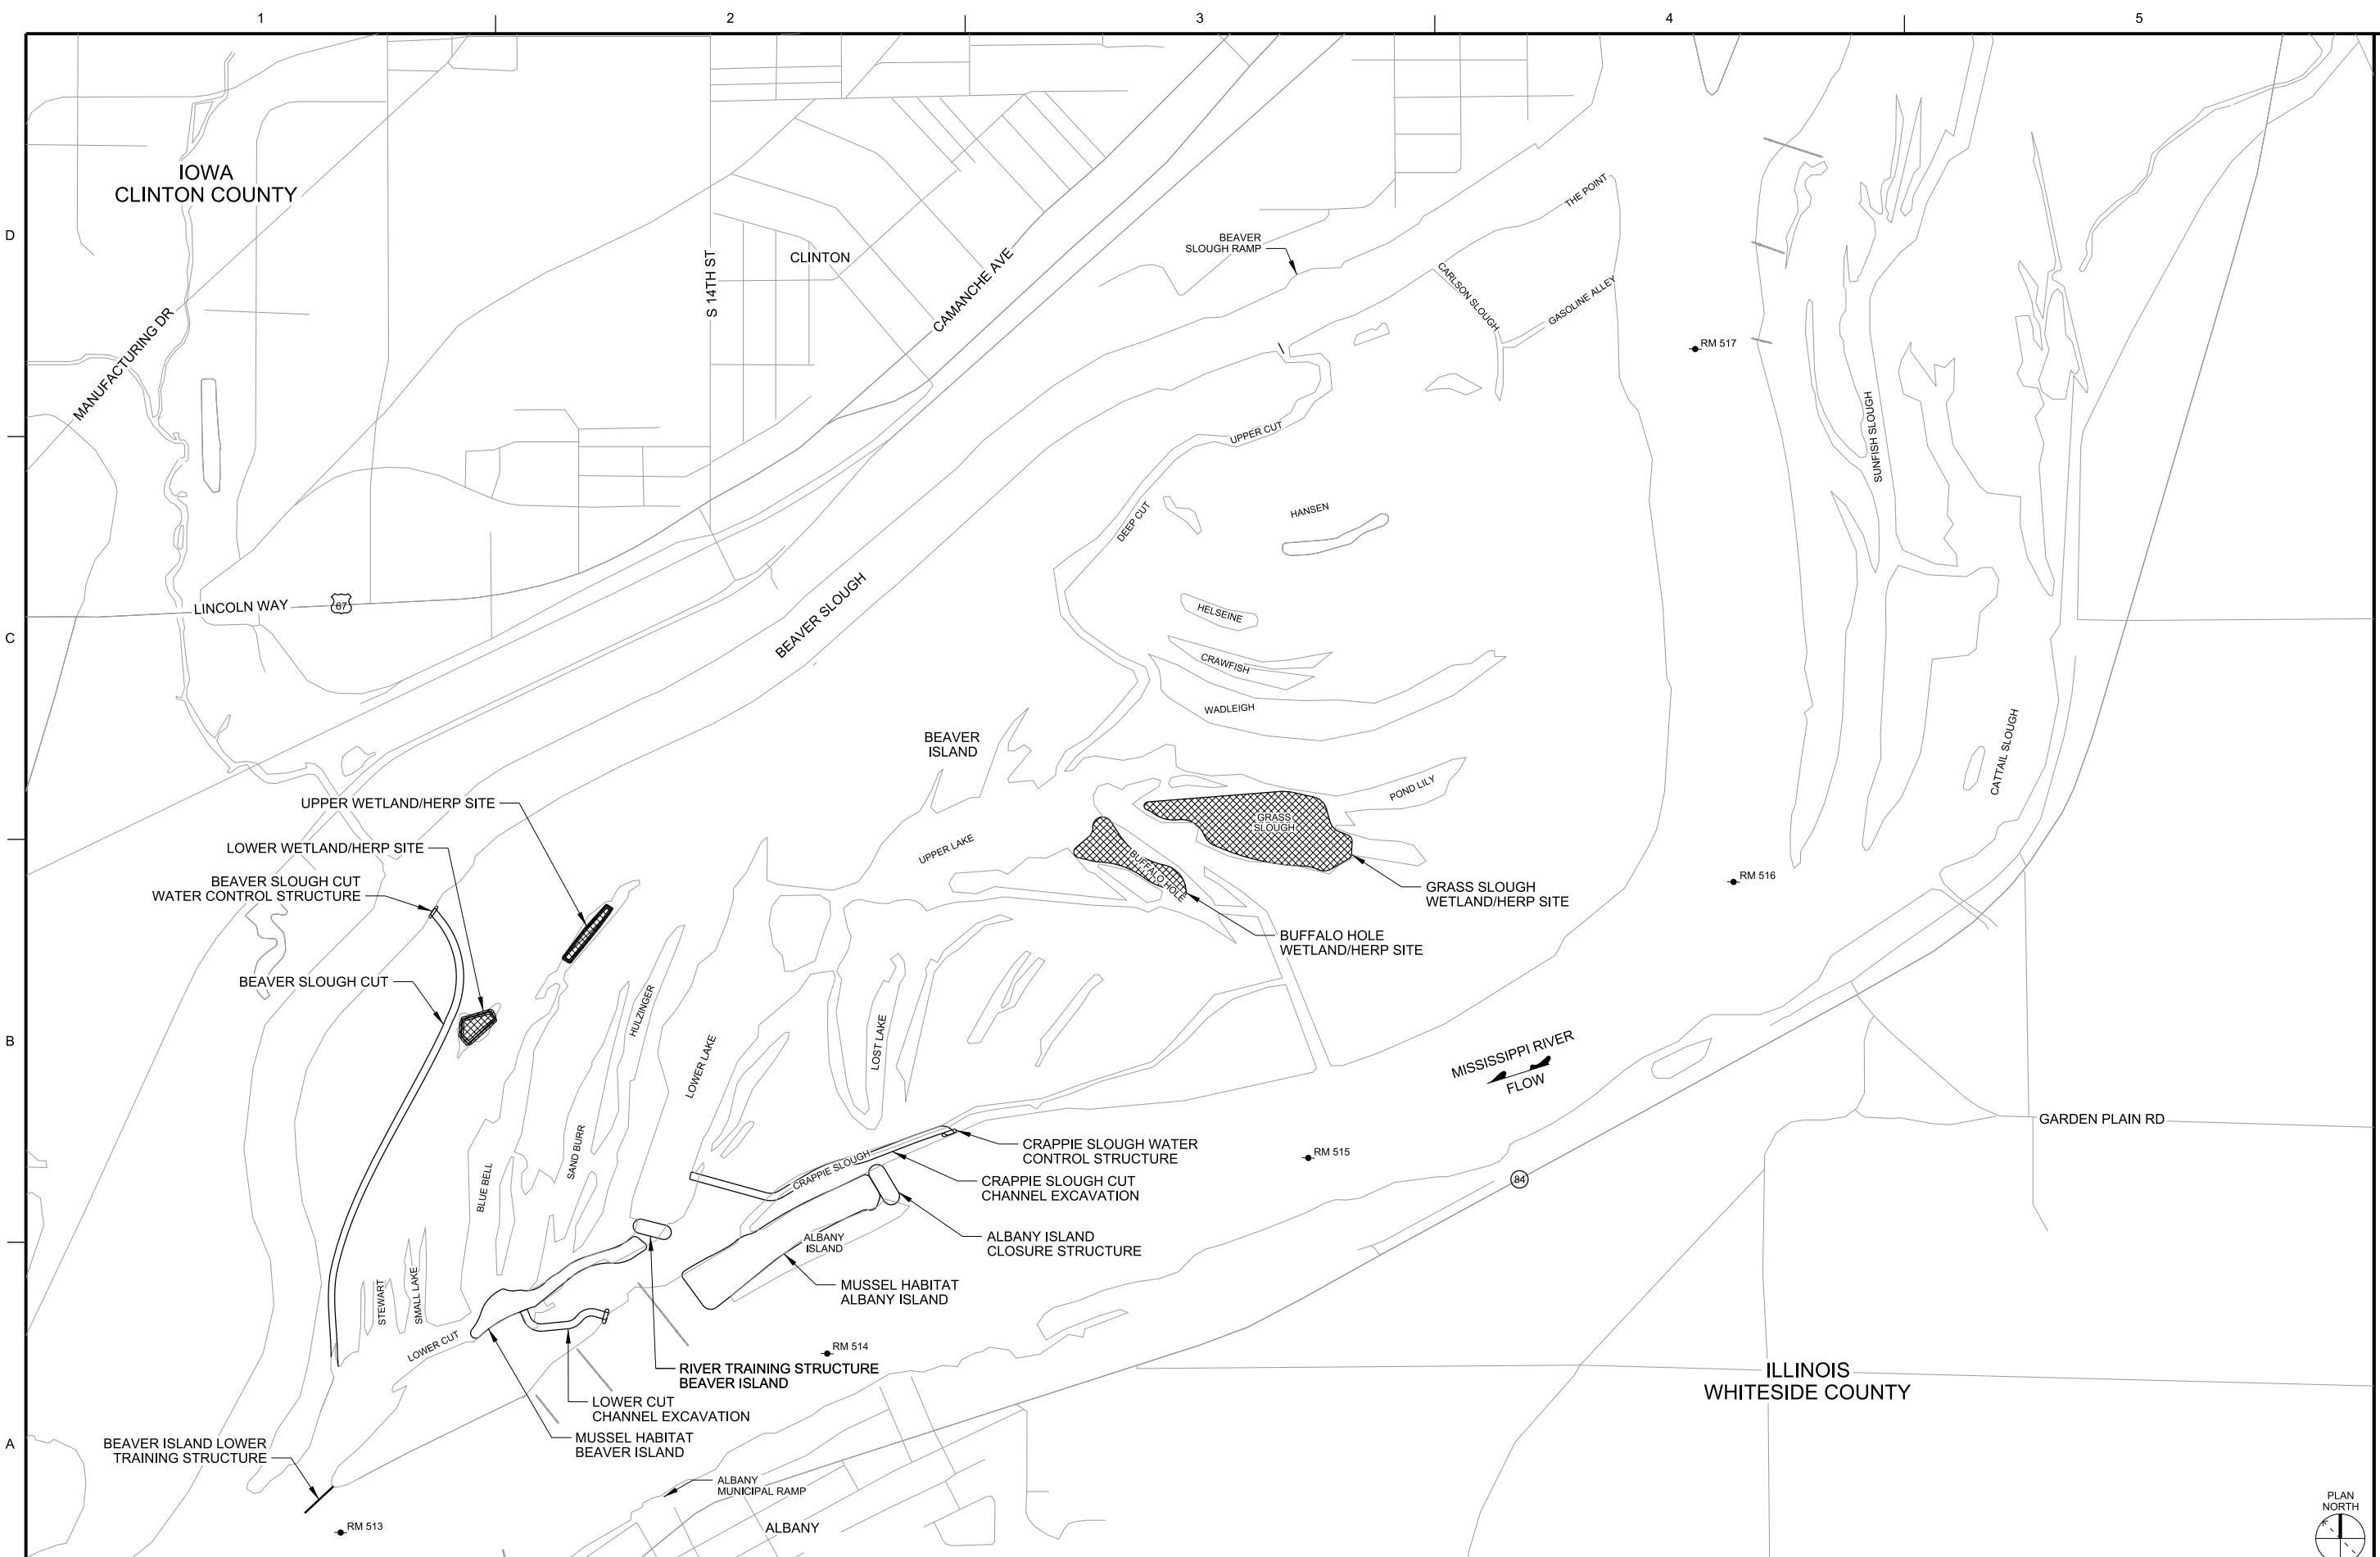 1
2
3
4
5
IOWA
CLINTON COUNTY
D
C
B
A
MANUFACTURING DR
S 14TH ST
CLINTON
CAMANCHE AVE
BEAVER
SLOUGH RAMP
THE POINT
CARLSON SLOUGH
GASOLINE ALLEY
RM 517
SUNFISH SLOUGH
UPPER CUT
DEEP CUT
HANSEN
LINCOLN WAY
67
BEAVER SLOUGH
HELSEINE
CRAWFISH
WADLEIGH
BEAVER
ISLAND
CATTAIL SLOUGH
POND LILY
UPPER WETLAND/HERP SITE
LOWER WETLAND/HERP SITE
BEAVER SLOUGH CUT
WATER CONTROL STRUCTURE
BEAVER SLOUGH CUT
UPPER LAKE
GRASS
SLOUGH
BUFFALO HOLE
GRASS SLOUGH
WETLAND/HERP SITE
BUFFALO HOLE
WETLAND/HERP SITE
RM 516
HULZINGER
LOWER LAKE
LOST LAKE
MISSISSIPPI RIVER
FLOW
GARDEN PLAIN RD
SAND BURR
BLUE BELL
CRAPPIE SLOUGH
CRAPPIE SLOUGH WATER
CONTROL STRUCTURE
CRAPPIE SLOUGH CUT
CHANNEL EXCAVATION
RM 515
84
ALBANY
ISLAND
ALBANY ISLAND
CLOSURE STRUCTURE
MUSSEL HABITAT
ALBANY ISLAND
STEWART
SMALL LAKE
LOWER CUT
RM 514
RIVER TRAINING STRUCTURE
BEAVER ISLAND
LOWER CUT
CHANNEL EXCAVATION
MUSSEL HABITAT
BEAVER ISLAND
ILLINOIS
WHITESIDE COUNTY
BEAVER ISLAND LOWER
TRAINING STRUCTURE
ALBANY
MUNICIPAL RAMP
RM 513
ALBANY
PLAN
NORTH